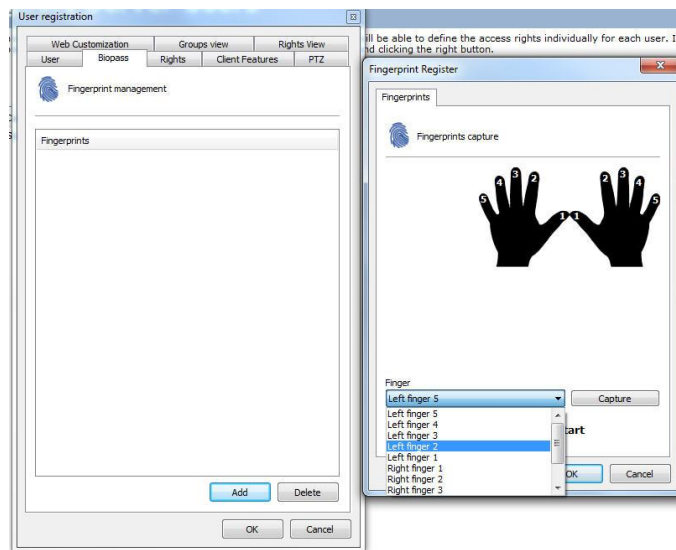 User registration
ill be able to define the access rights individually for each user. I
nd clicking the right button.
Web Customization Groups view Rights View
User Biopass Rights Client Features PTZ
Fingerprint management
Fingerprints
Add Delete
OK Cancel
Fingerprint Register
Fingerprints
Fingerprints capture
5 4 3 2 1 1 2 3 4 5
Finger
Left finger 5 Capture
Left finger 5
Left finger 4
Left finger 3
Left finger 2
Left finger 1
Right finger 1
Right finger 2
Right finger 3
tart
OK Cancel